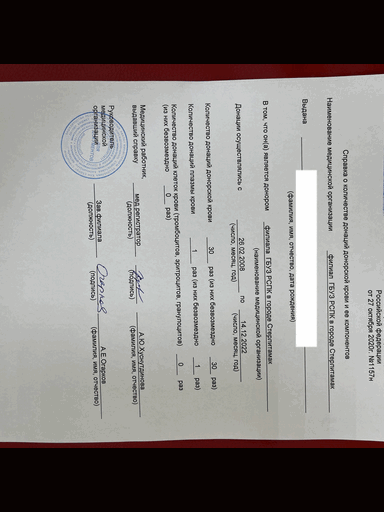 Российской федерации
от 27 октября 2020г. №1157н
Справка о количестве донаций донорской крови и ее компонентов
Наименование медицинской организации филиал ГБУЗ РСПК в городе Стерлитамак
Выдана
(фамилия, имя, отчество, дата рождения)
В том, что он(а) является донором филиала ГБУЗ РСПК в городе Стерлитамак
(наименование медицинской организации)
Донации осуществлялись с 26.02.2008 по 14.12.2022
(число, месяц, год) (число, месяц, год)
Количество донаций донорской крови 30 раз (из них безвозмездно 30 раз)
Количество донаций плазмы крови 1 раз (из них безвозмездно 1 раз)
Количество донаций клеток крови (тромбоцитов, эритроцитов, гранулоцитов) 0 раз
(из них безвозмездно 0 раз)
Медицинский работник,
выдавший справку мед.регистратор А.Ю.Хуснутдинова
(должность) (подпись) (фамилия, имя, отчество)
Руководитель
медицинской
организации Зав.филиала А.Е.Огарков
(должность) (подпись) (фамилия, имя, отчество)